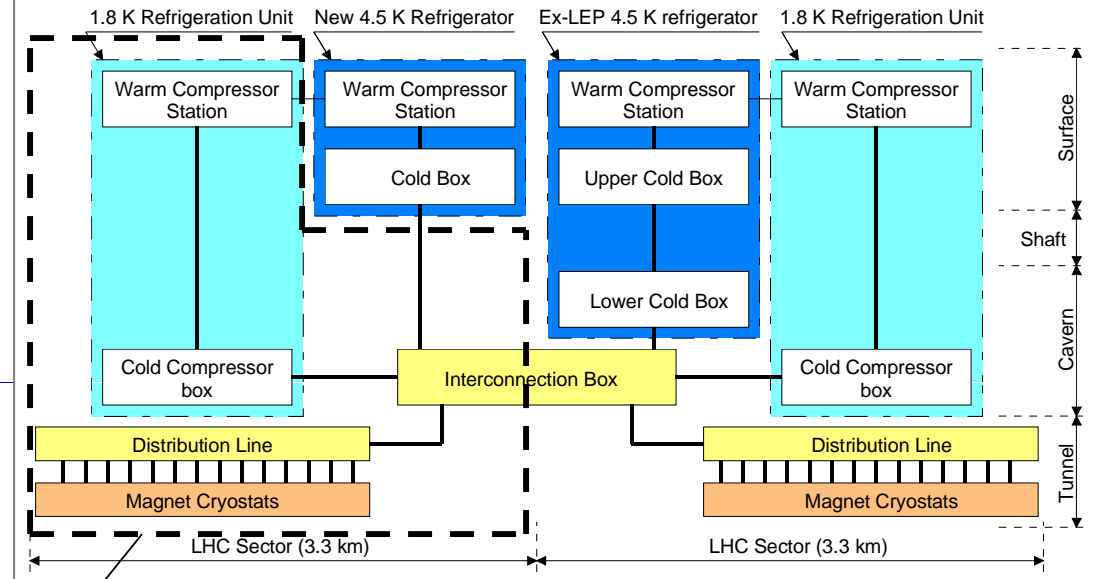 1.8 K Refrigeration Unit
New 4.5 K Refrigerator
Ex-LEP 4.5 K refrigerator
1.8 K Refrigeration Unit
Warm Compressor
Station
Warm Compressor
Station
Warm Compressor
Station
Warm Compressor
Station
Surface
Cold Box
Upper Cold Box
Shaft
Lower Cold Box
Cavern
Cold Compressor
box
Interconnection Box
Cold Compressor
box
Distribution Line
Distribution Line
Tunnel
Magnet Cryostats
Magnet Cryostats
LHC Sector (3.3 km)
LHC Sector (3.3 km)